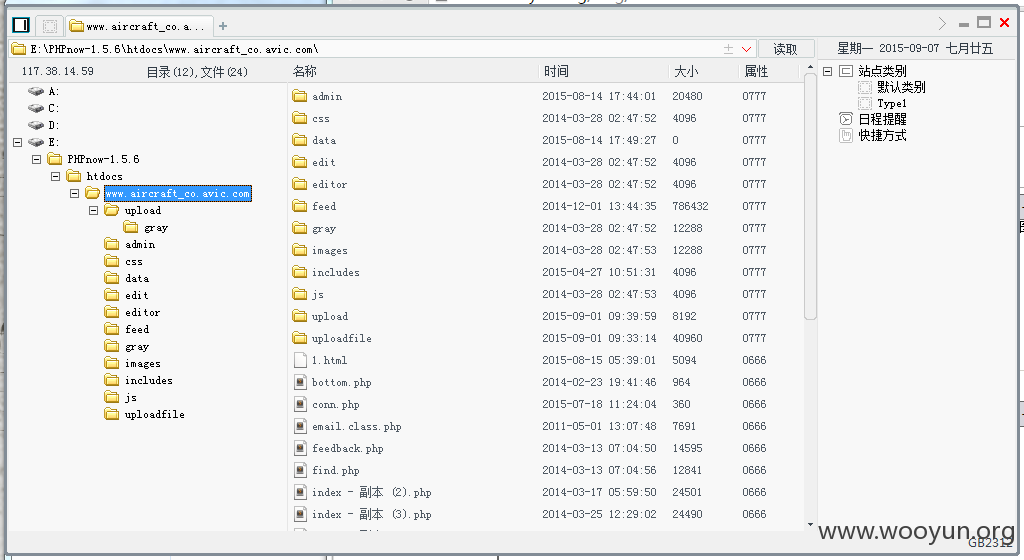 www.aircraft_co.a...
E:\PHPnow-1.5.6\htdocs\www.aircraft_co.avic.com\
读取
星期一 2015-09-07 七月廿五
117.38.14.59 目录(12),文件(24)
A:
C:
D:
E:
PHPnow-1.5.6
htdocs
www.aircraft_co.avic.com
upload
gray
admin
css
data
edit
editor
feed
gray
images
includes
js
uploadfile
名称 时间 大小 属性
admin 2015-08-14 17:44:01 20480 0777
css 2014-03-28 02:47:52 4096 0777
data 2015-08-14 17:49:27 0 0777
edit 2014-03-28 02:47:52 4096 0777
editor 2014-03-28 02:47:52 4096 0777
feed 2014-12-01 13:44:35 786432 0777
gray 2014-03-28 02:47:52 12288 0777
images 2014-03-28 02:47:53 12288 0777
includes 2015-04-27 10:51:31 4096 0777
js 2014-03-28 02:47:53 4096 0777
upload 2015-09-01 09:39:59 8192 0777
uploadfile 2015-09-01 09:33:14 40960 0777
1.html 2015-08-15 05:39:01 5094 0666
bottom.php 2014-02-23 19:41:46 964 0666
conn.php 2015-07-18 11:24:04 360 0666
email.class.php 2011-05-01 13:07:48 7691 0666
feedback.php 2014-03-13 07:04:50 14595 0666
find.php 2014-03-13 07:04:56 12841 0666
index - 副本 (2).php 2014-03-17 05:59:50 24501 0666
index - 副本 (3).php 2014-03-25 12:29:02 24490 0666
站点类别
默认类别
Type1
日程提醒
快捷方式
www.wooyun.org
GB2312